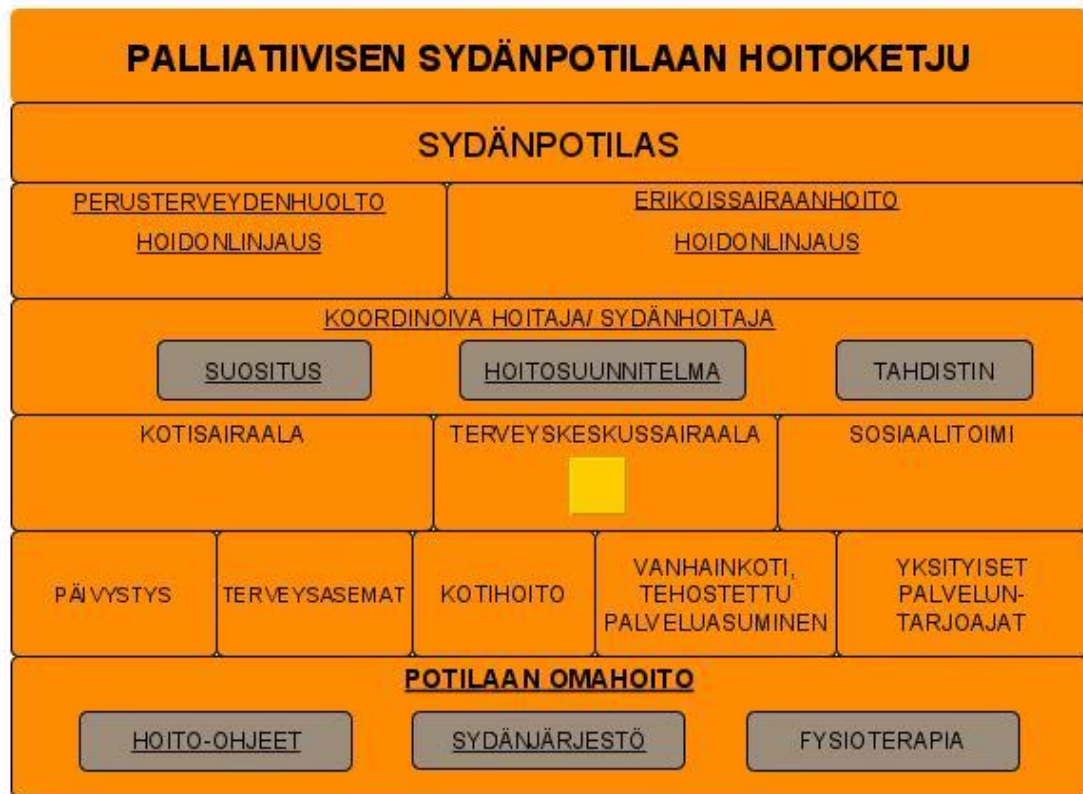 PALLIATIIVISEN SYDÄNPOTILAAN HOITOKETJU
SYDÄNPOTILAS
PERUSTERVEYDENHUOLTO
HOIDONLINJAUS
ERIKOISSAIRAANHOITO
HOIDONLINJAUS
KOORDINOIVA HOITAJA/ SYDÄNHOITAJA
SUOSITUS
HOITOSUUNNITELMA
TAHDISTIN
KOTISAIRAALA
TERVEYSKESKUSSAIRAALA
SOSIAALITOIMI
PÄIVYSTYS
TERVEYSASEMAT
KOTIHOITO
VANHAINKOTI,
TEHOSTETTU
PALVELUASUMINEN
YKSITYISET
PALVELUN-
TARJOAJAT
POTILAAN OMAHOITO
HOITO-OHJEET
SYDÄNJÄRJESTÖ
FYSIOTERAPIA